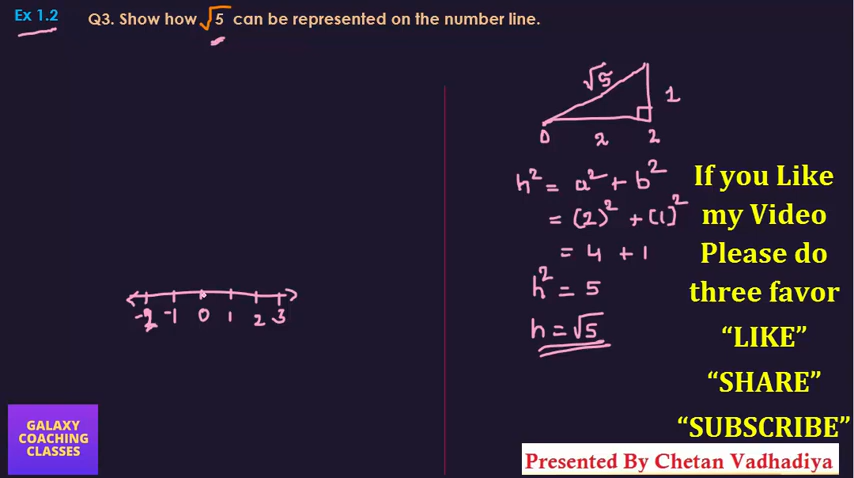 Ex 1.2
Q3. Show how √5 can be represented on the number line.
√5
1
0 2 2
h² = a² + b²
= (2)² + (1)²
= 4 + 1
h² = 5
h = √5
-2 -1 0 1 2 3
If you Like
my Video
Please do
three favor
“LIKE”
“SHARE”
“SUBSCRIBE”
GALAXY
COACHING
CLASSES
Presented By Chetan Vadhadiya